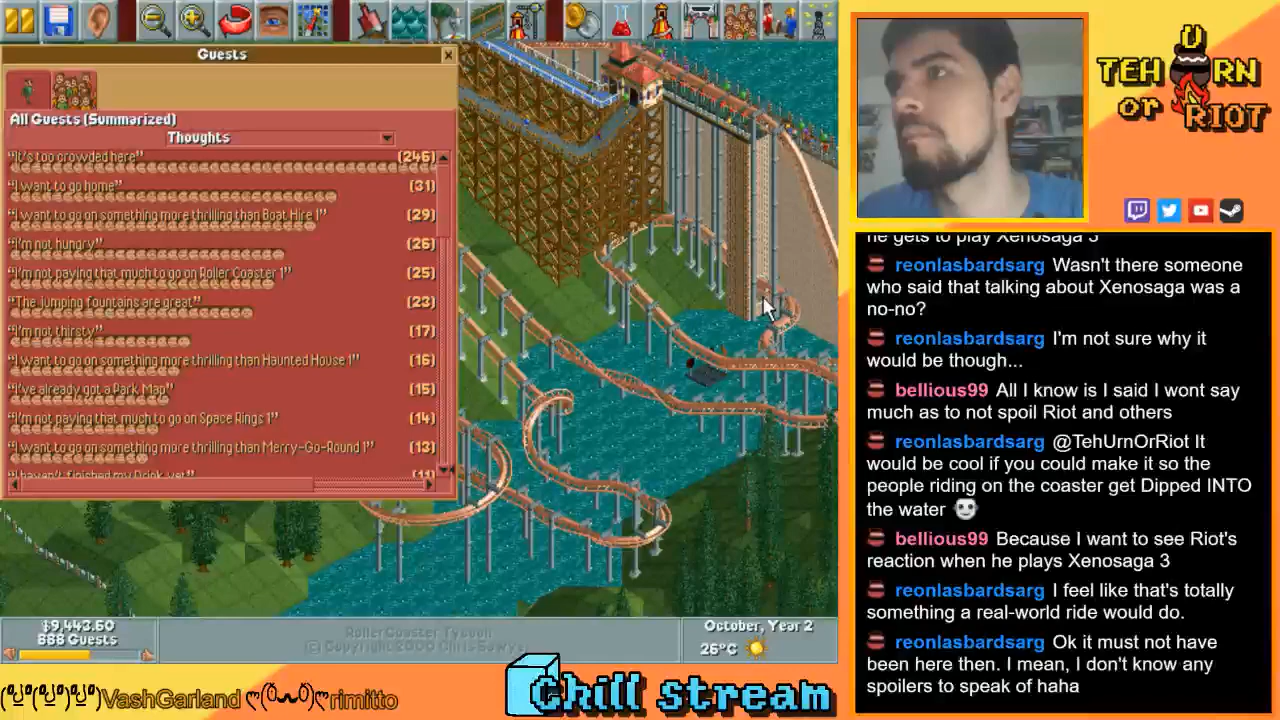 Guests
All Guests (Summarized)
Thoughts
"It's too crowded here" (246)
"I want to go home" (31)
"I want to go on something more thrilling than Boat Hire 1" (29)
"I'm not hungry" (26)
"I'm not paying that much to go on Roller Coaster 1" (25)
"The jumping fountains are great" (23)
"I'm not thirsty" (17)
"I want to go on something more thrilling than Haunted House 1" (16)
"I've already got a Park Map" (15)
"I'm not paying that much to go on Space Rings 1" (14)
"I want to go on something more thrilling than Merry-Go-Round 1" (13)
"I haven't finished my Drink yet" (11)
$9,443.60
888 Guests
RollerCoaster Tycoon
© Copyright 2000 Chris Sawyer
October, Year 2
26°C
VashGarland
rimitto
Chill stream
U
TEH RN
or RIOT
he gets to play Xenosaga 3
reonlasbardsarg Wasn't there someone
who said that talking about Xenosaga was a
no-no?
reonlasbardsarg I'm not sure why it
would be though...
bellious99 All I know is I said I wont say
much as to not spoil Riot and others
reonlasbardsarg @TehUrnOrRiot It
would be cool if you could make it so the
people riding on the coaster get Dipped INTO
the water
bellious99 Because I want to see Riot's
reaction when he plays Xenosaga 3
reonlasbardsarg I feel like that's totally
something a real-world ride would do.
reonlasbardsarg Ok it must not have
been here then. I mean, I don't know any
spoilers to speak of haha